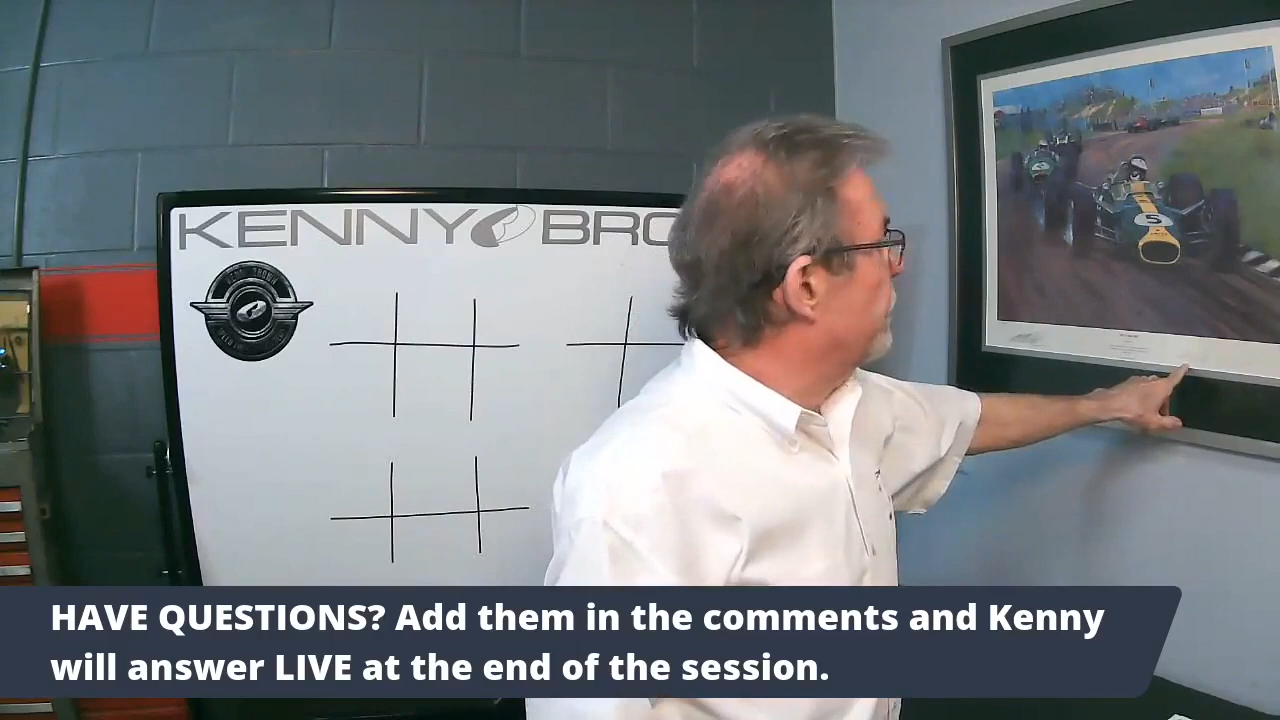 KENNY BRO
5
HAVE QUESTIONS? Add them in the comments and Kenny
will answer LIVE at the end of the session.